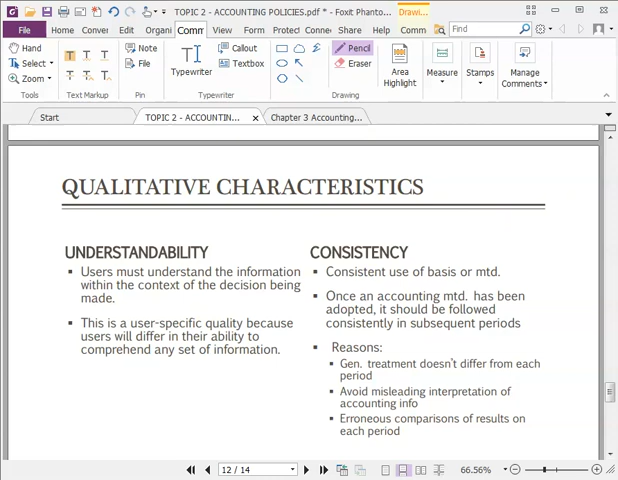 TOPIC 2 - ACCOUNTING POLICIES.pdf * - Foxit Phanto...
Drawi...
File Home Conv Edit Organi Comm View Form Protec Share Help Comm Find
Hand
Select
Zoom
Tools
Text Markup
Note
File
Pin
Typewriter
Callout
Textbox
Typewriter
Drawing
Pencil
Eraser
Area
Highlight
Measure
Stamps
Manage
Comments
Start TOPIC 2 - ACCOUNTIN... Chapter 3 Accounting...
QUALITATIVE CHARACTERISTICS
UNDERSTANDABILITY
▪ Users must understand the information
within the context of the decision being
made.
▪ This is a user-specific quality because
users will differ in their ability to
comprehend any set of information.
CONSISTENCY
▪ Consistent use of basis or mtd.
▪ Once an accounting mtd. has been
adopted, it should be followed
consistently in subsequent periods
▪ Reasons:
▪ Gen. treatment doesn't differ from each
period
▪ Avoid misleading interpretation of
accounting info
▪ Erroneous comparisons of results on
each period
12 / 14
66.56%